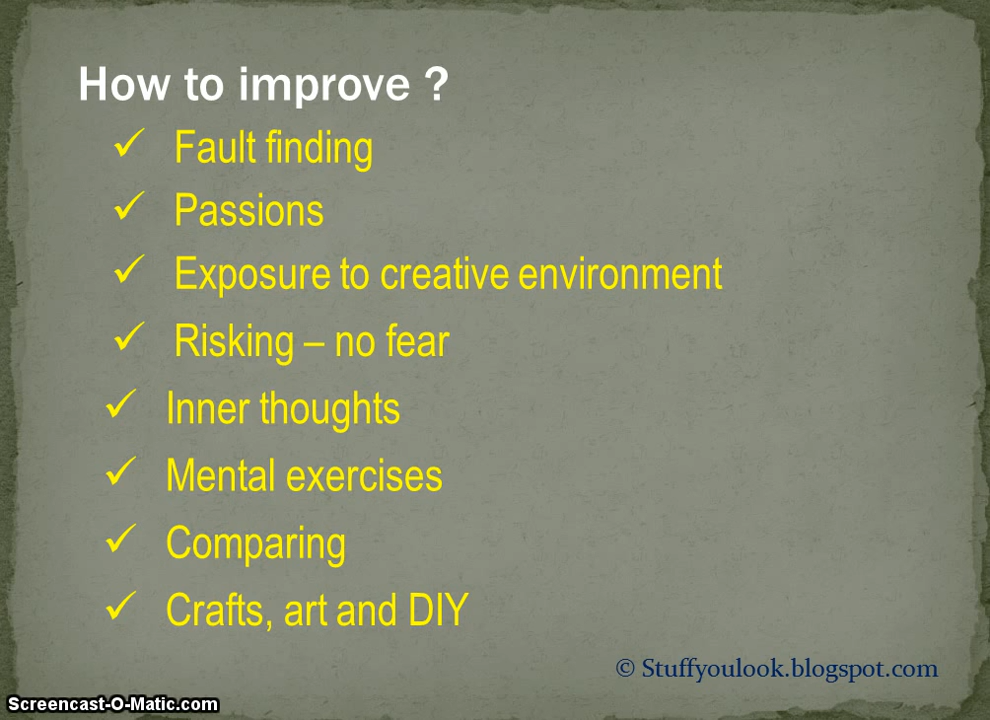 How to improve ?
✓ Fault finding
✓ Passions
✓ Exposure to creative environment
✓ Risking – no fear
✓ Inner thoughts
✓ Mental exercises
✓ Comparing
✓ Crafts, art and DIY
© Stuffyoulook.blogspot.com
Screencast-O-Matic.com